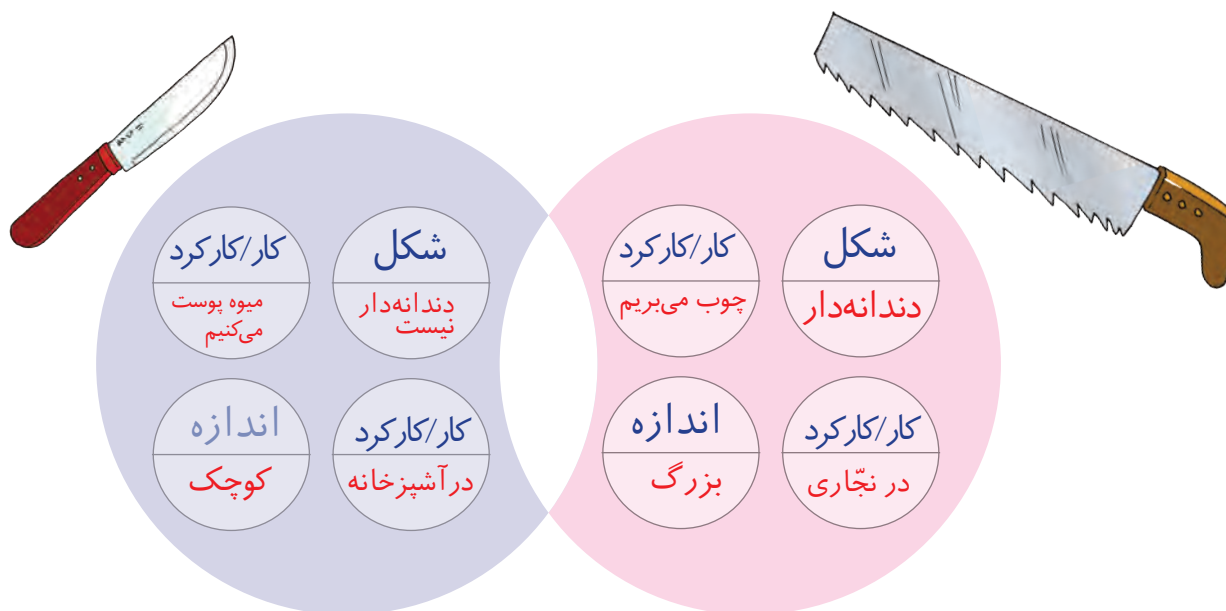 شکل
دندانه‌دار
کار/کارکرد
چوب می‌بریم
کار/کارکرد
در نجّاری
اندازه
بزرگ
شکل
دندانه‌دار
نیست
کار/کارکرد
میوه پوست
می‌کنیم
کار/کارکرد
درآشپزخانه
اندازه
کوچک